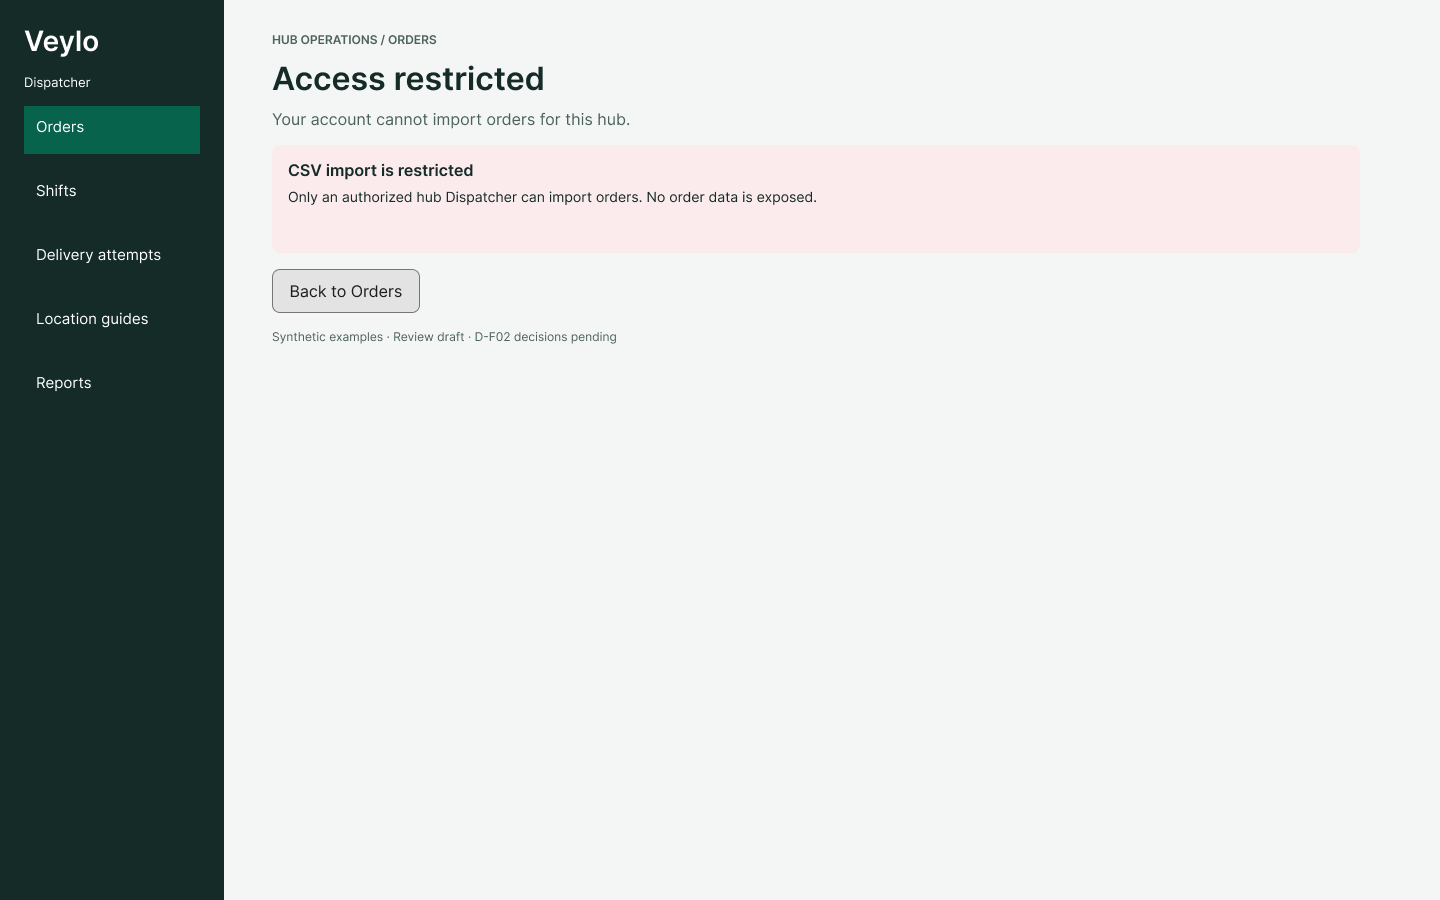 Veylo
Dispatcher
Orders
Shifts
Delivery attempts
Location guides
Reports
HUB OPERATIONS / ORDERS
Access restricted
Your account cannot import orders for this hub.
CSV import is restricted
Only an authorized hub Dispatcher can import orders. No order data is exposed.
Back to Orders
Synthetic examples · Review draft · D-F02 decisions pending